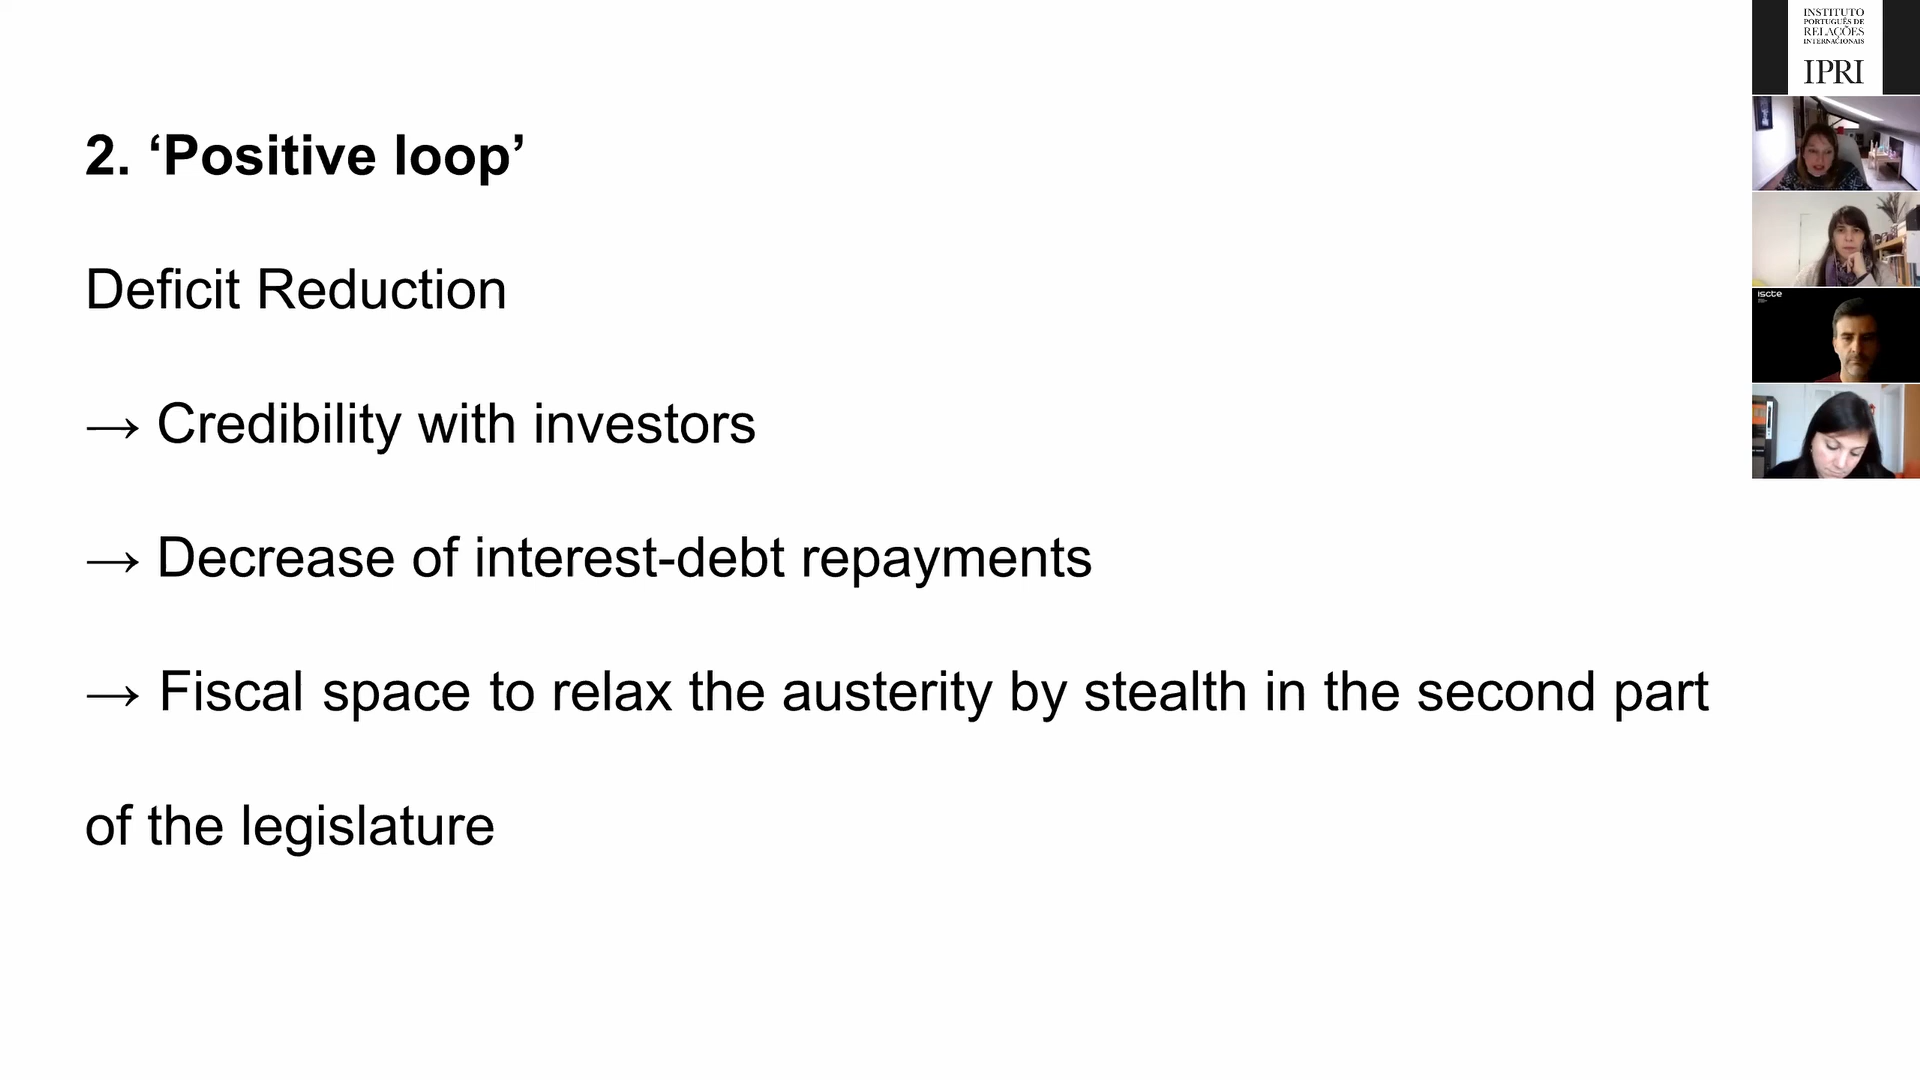 2. ‘Positive loop’
Deficit Reduction
→ Credibility with investors
→ Decrease of interest-debt repayments
→ Fiscal space to relax the austerity by stealth in the second part
of the legislature
INSTITUTO
PORTUGUÊS DE
RELAÇÕES
INTERNACIONAIS
IPRI
iscte